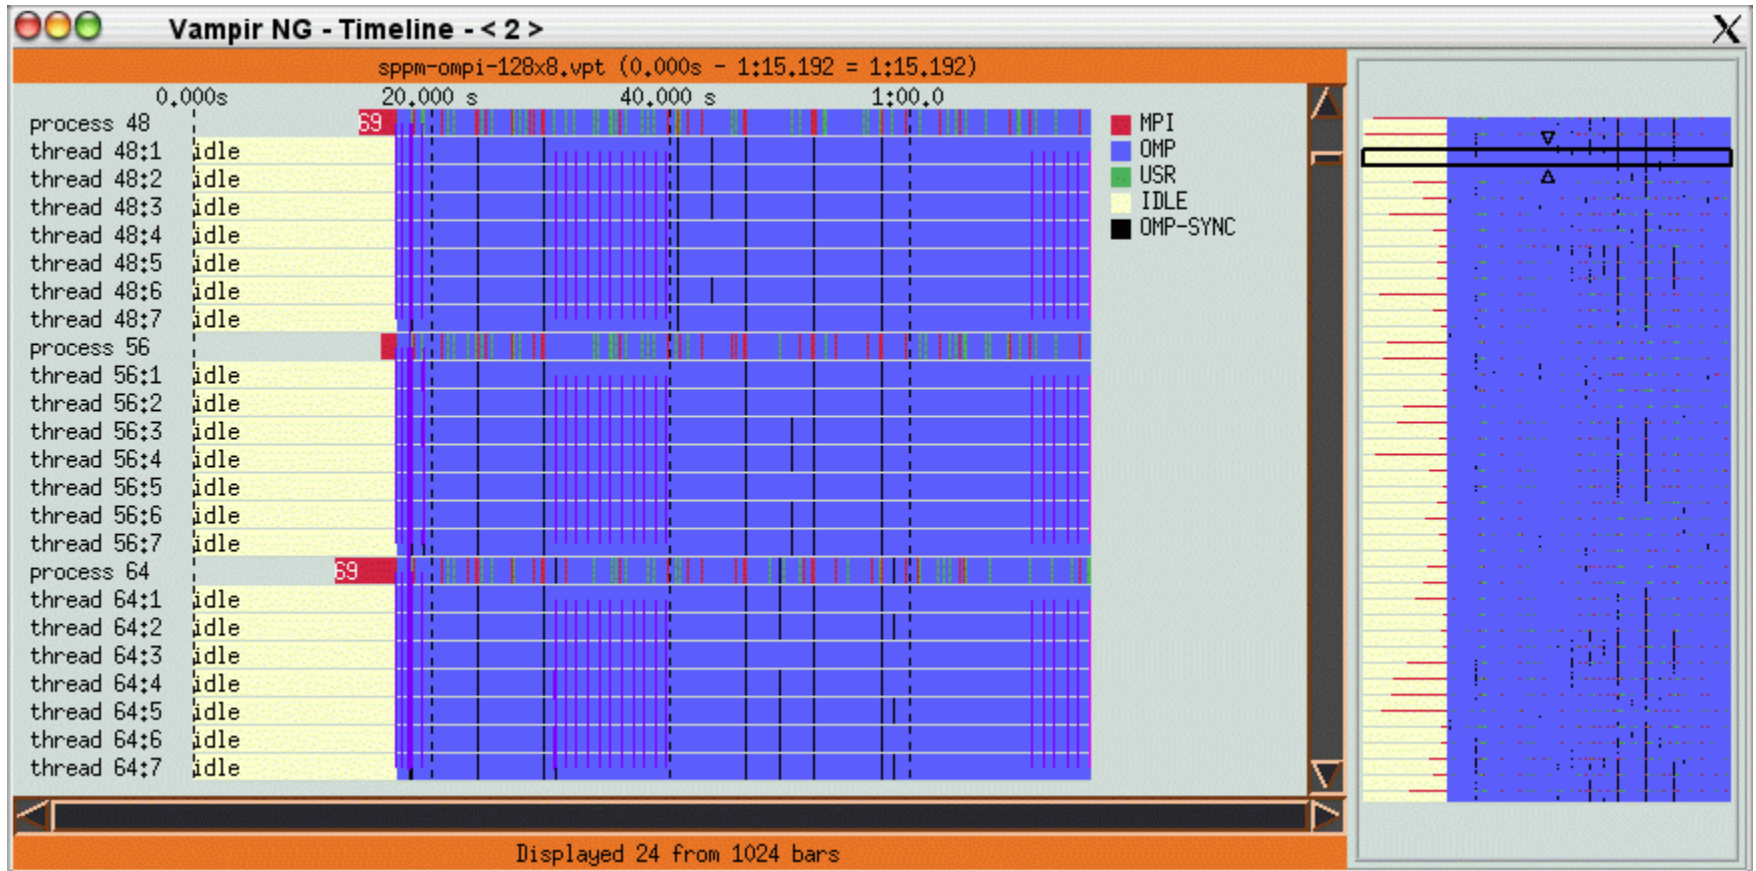 Vampir NG - Timeline - < 2 >
X
sppm-ompi-128x8.vpt (0.000s - 1:15.192 = 1:15.192)
0.000s 20.000 s 40.000 s 1:00.0
process 48 69
thread 48:1 idle
thread 48:2 idle
thread 48:3 idle
thread 48:4 idle
thread 48:5 idle
thread 48:6 idle
thread 48:7 idle
process 56
thread 56:1 idle
thread 56:2 idle
thread 56:3 idle
thread 56:4 idle
thread 56:5 idle
thread 56:6 idle
thread 56:7 idle
process 64 69
thread 64:1 idle
thread 64:2 idle
thread 64:3 idle
thread 64:4 idle
thread 64:5 idle
thread 64:6 idle
thread 64:7 idle
MPI
OMP
USR
IDLE
OMP-SYNC
Displayed 24 from 1024 bars